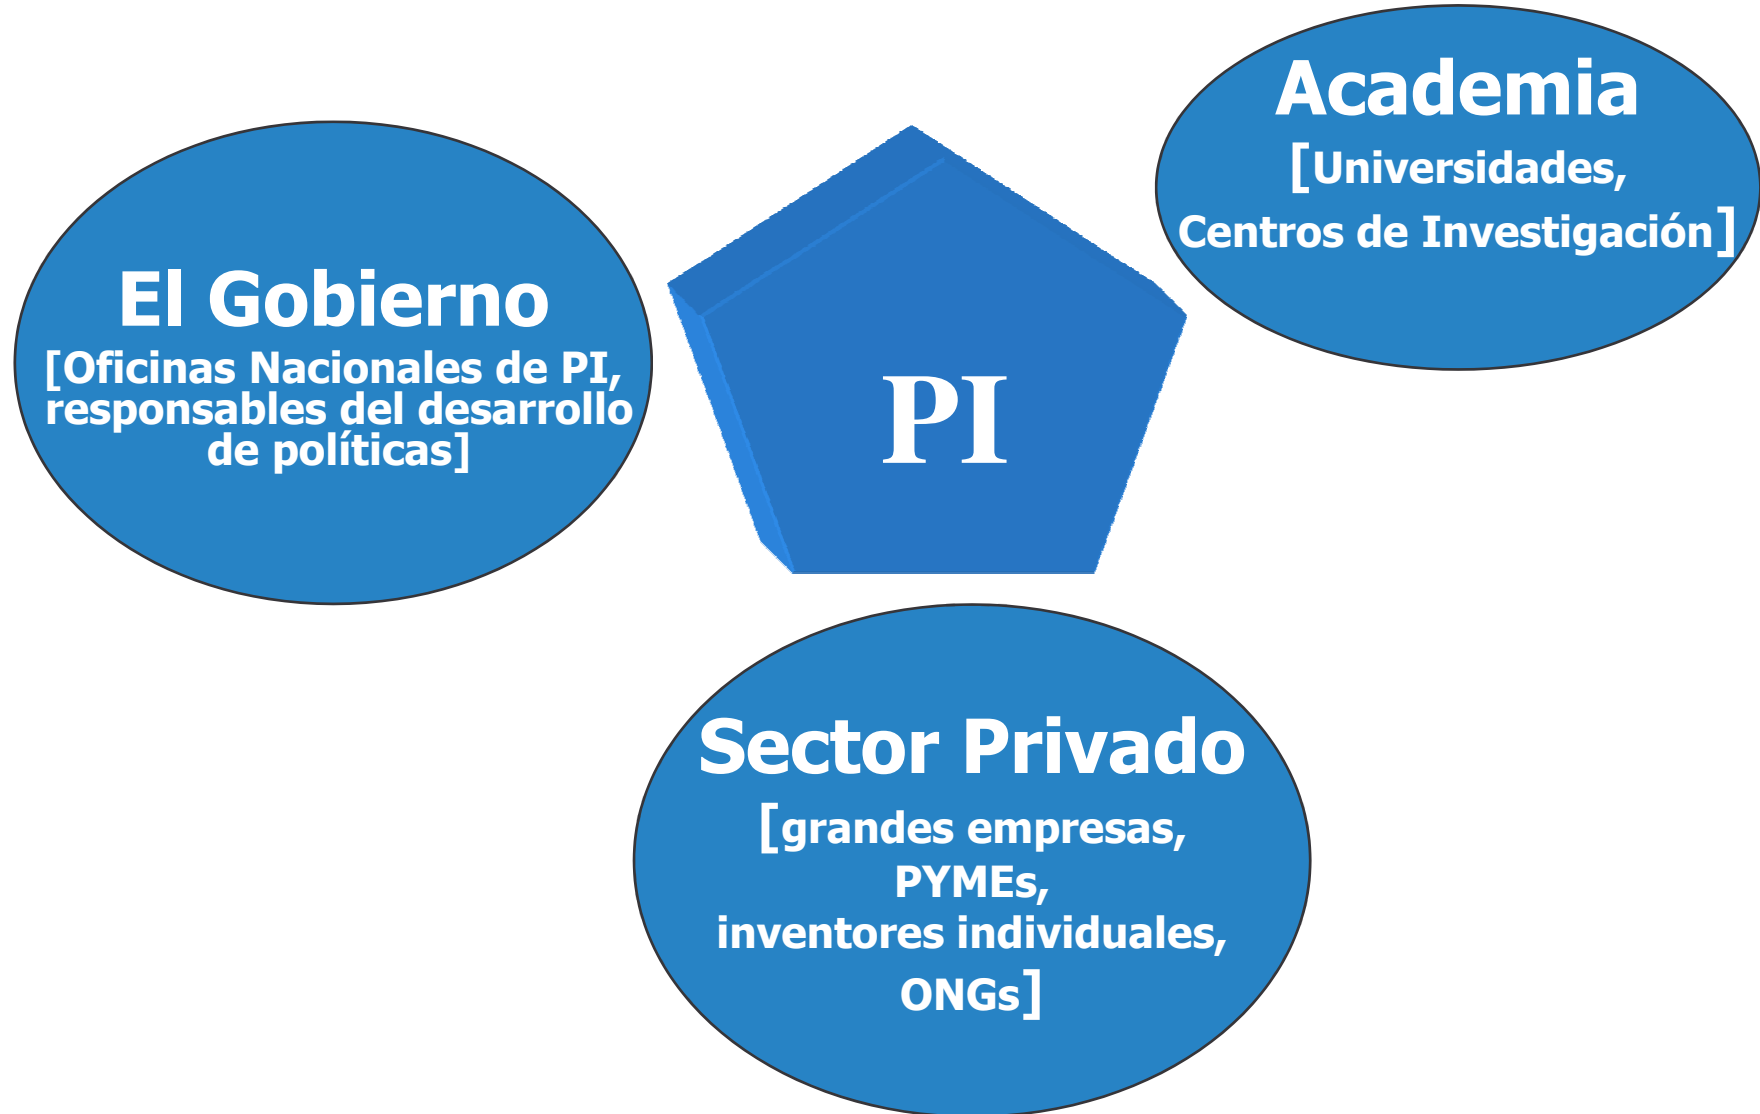 El Gobierno
[Oficinas Nacionales de PI,
responsables del desarrollo
de políticas]
PI
Academia
[Universidades,
Centros de Investigación]
Sector Privado
[grandes empresas,
PYMEs,
inventores individuales,
ONGs]